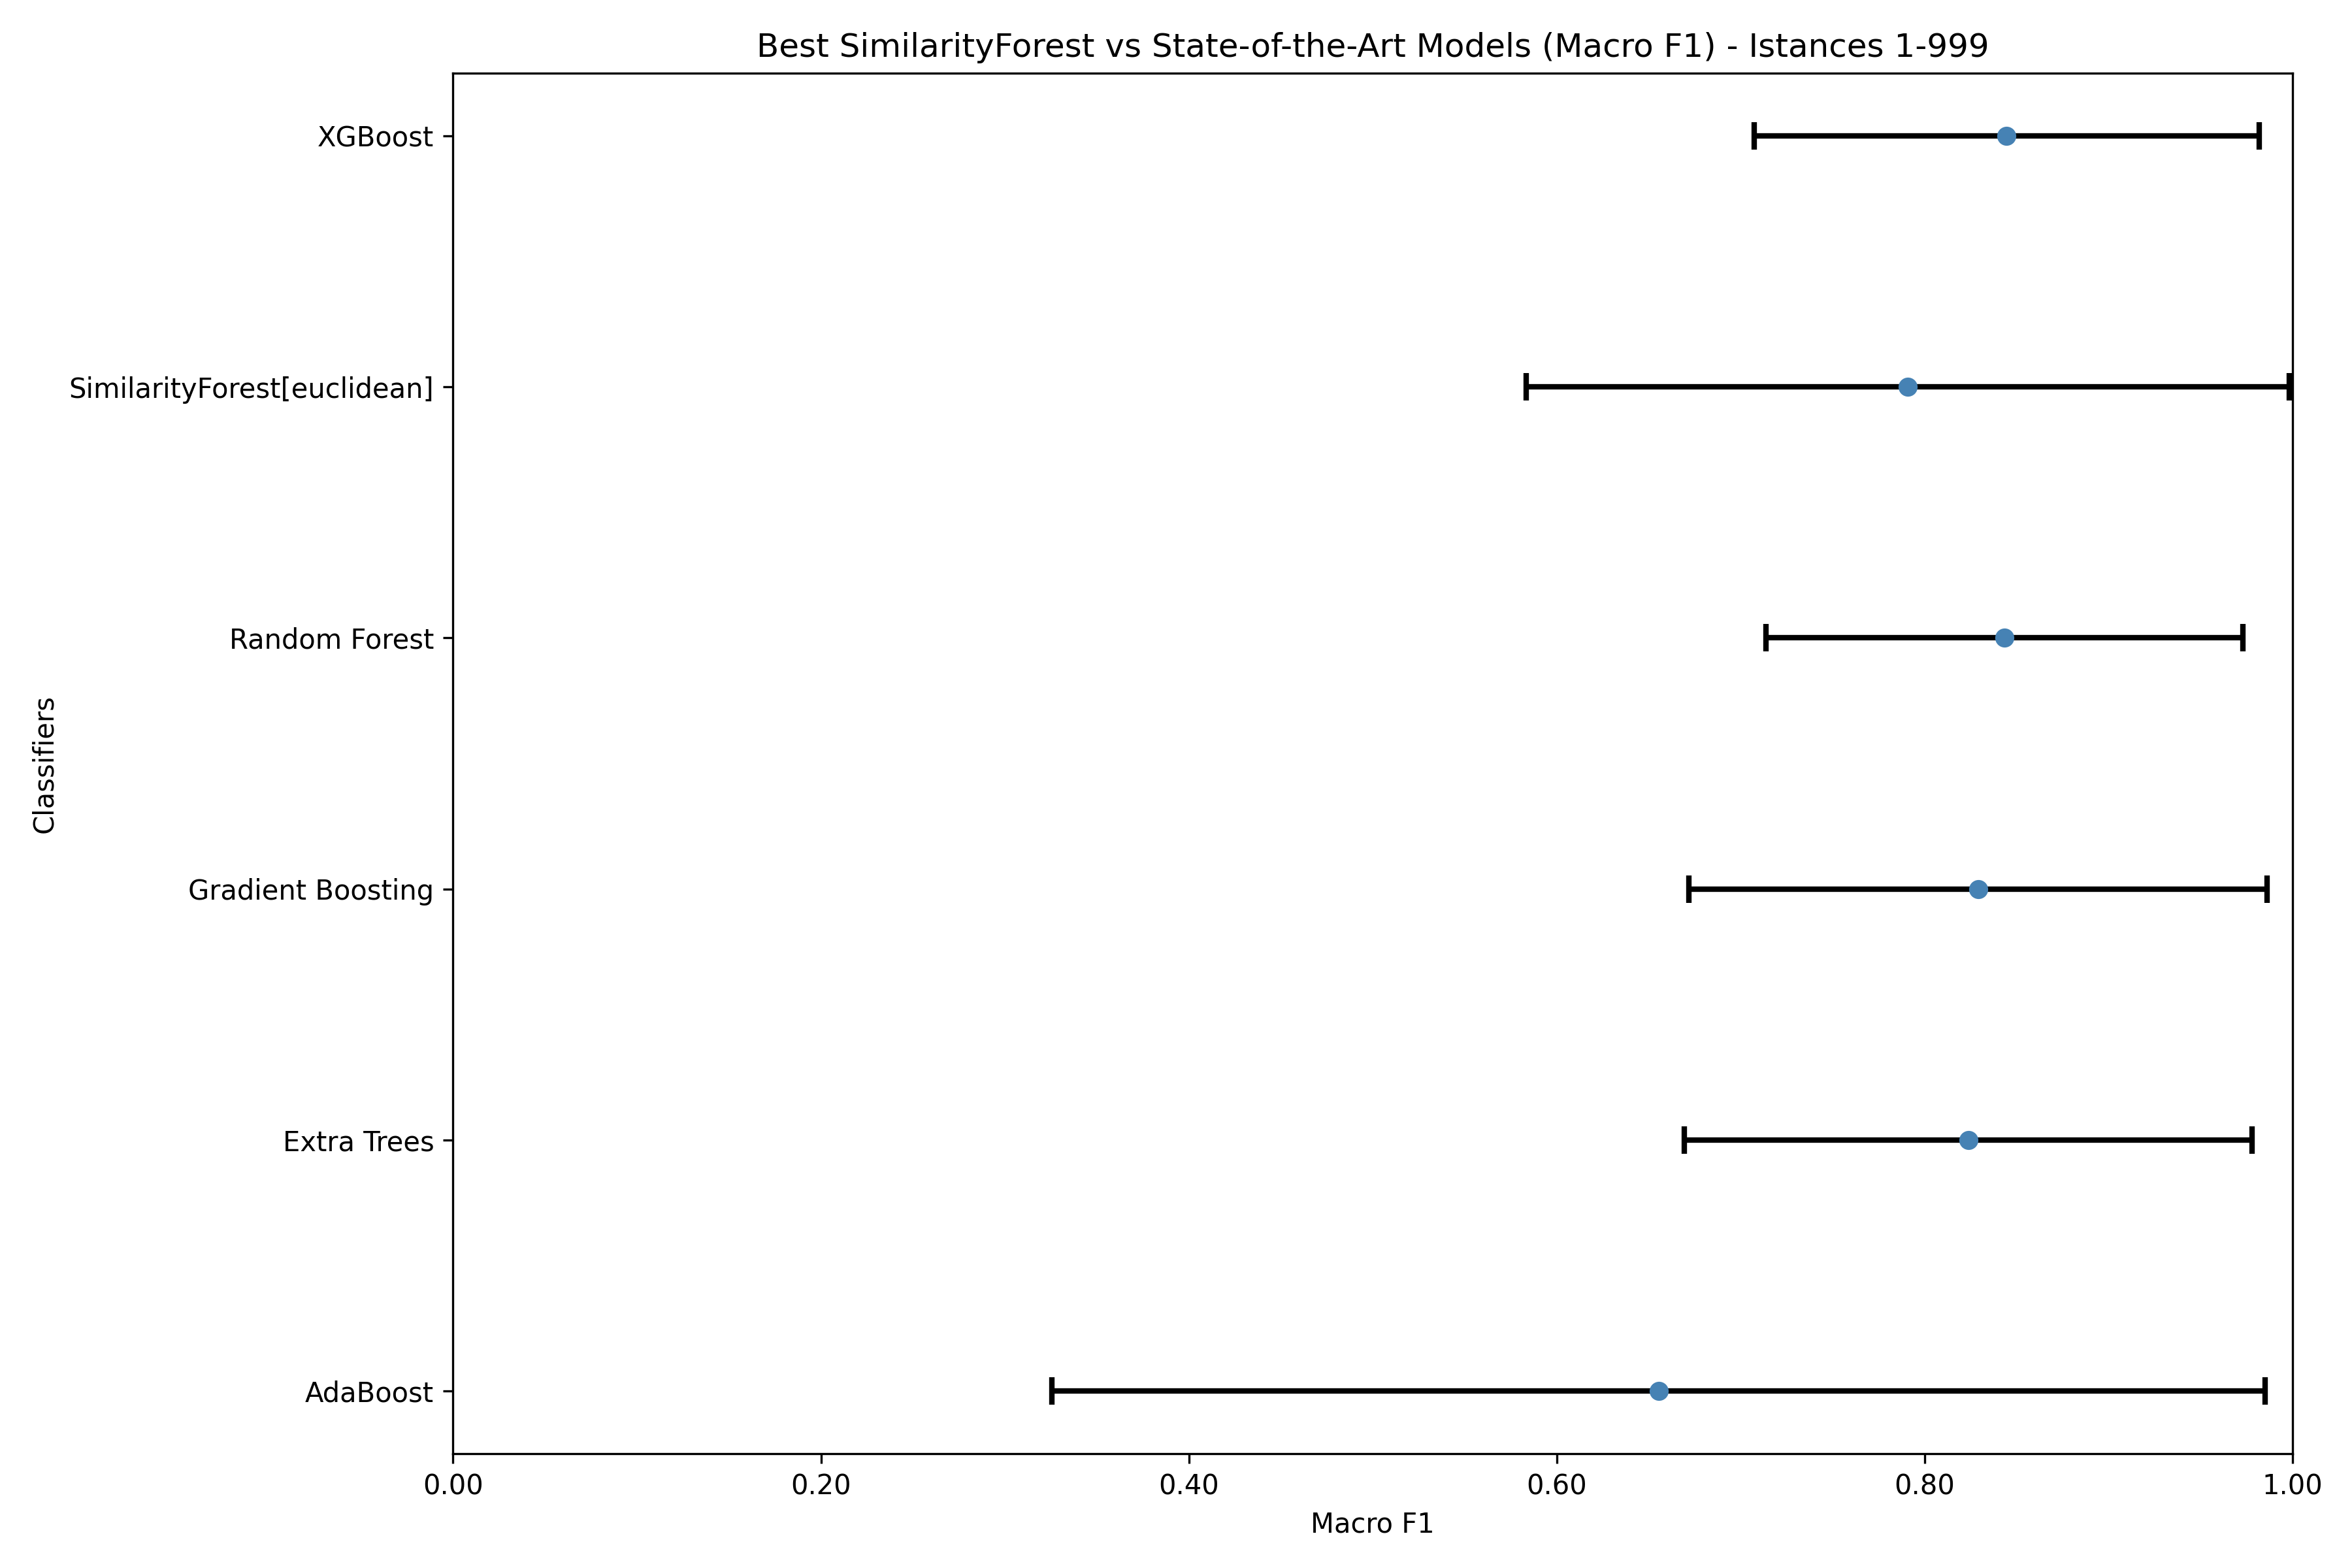 Best SimilarityForest vs State-of-the-Art Models (Macro F1) - Istances 1-999
XGBoost
SimilarityForest[euclidean]
Random Forest
Gradient Boosting
Extra Trees
AdaBoost
Classifiers
0.00 0.20 0.40 0.60 0.80 1.00
Macro F1